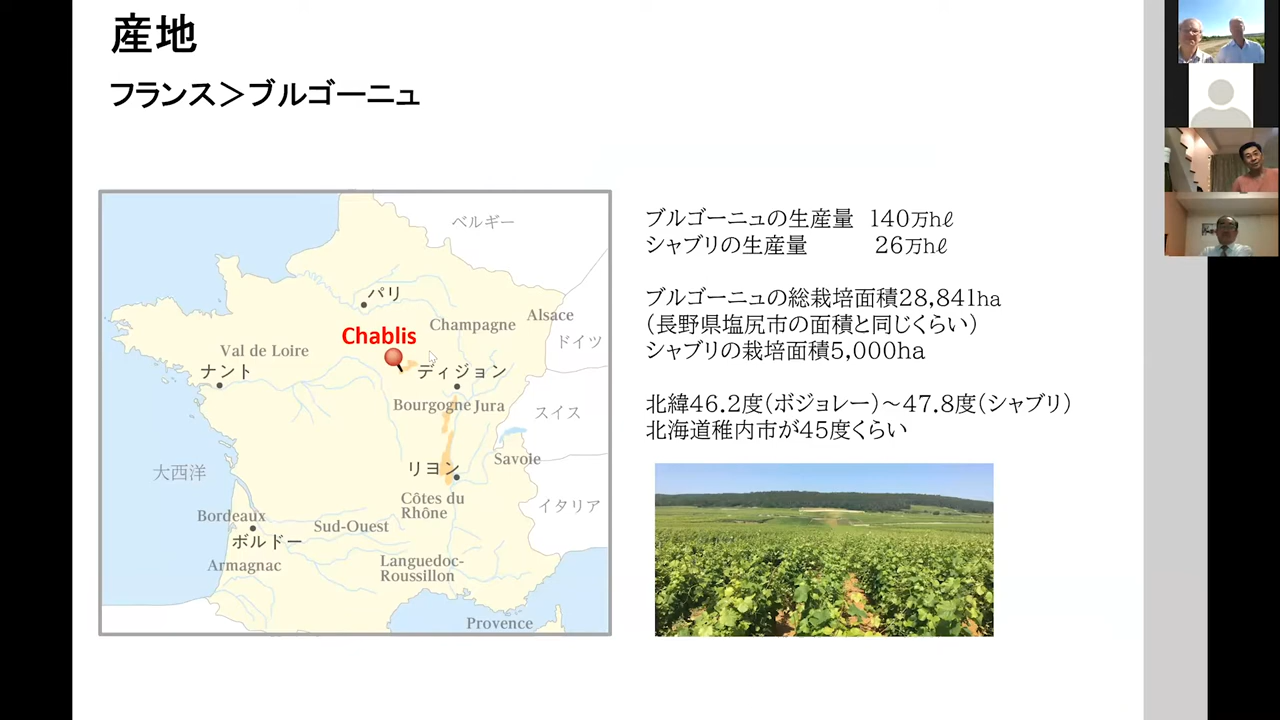 産地
フランス＞ブルゴーニュ
ベルギー
パリ
Champagne
Alsace
Chablis
ドイツ
Val de Loire
ナント
ディジョン
Bourgogne
Jura
スイス
リヨン
Savoie
大西洋
Côtes du
Rhône
イタリア
Bordeaux
Sud-Ouest
ボルドー
Armagnac
Languedoc-
Roussillon
Provence
ブルゴーニュの生産量 140万hℓ
シャブリの生産量 26万hℓ
ブルゴーニュの総栽培面積28,841ha
（長野県塩尻市の面積と同じくらい）
シャブリの栽培面積5,000ha
北緯46.2度（ボジョレー）～47.8度（シャブリ）
北海道稚内市が45度くらい